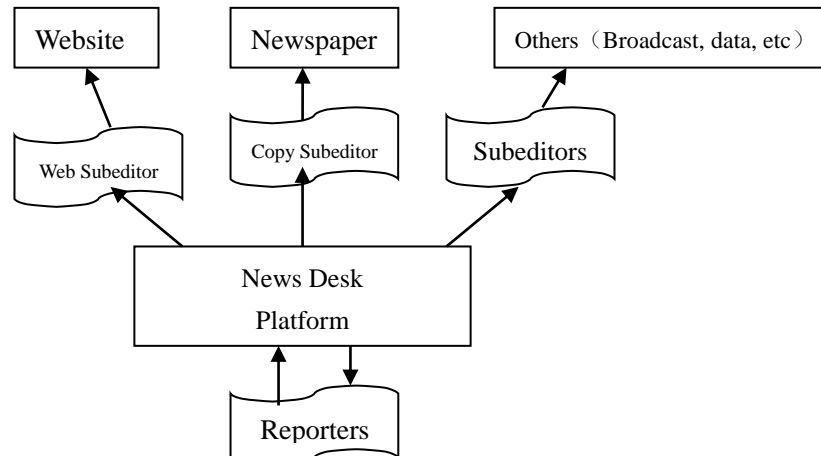 Website
Newspaper
Others（Broadcast, data, etc）
Web Subeditor
Copy Subeditor
Subeditors
News Desk
Platform
Reporters